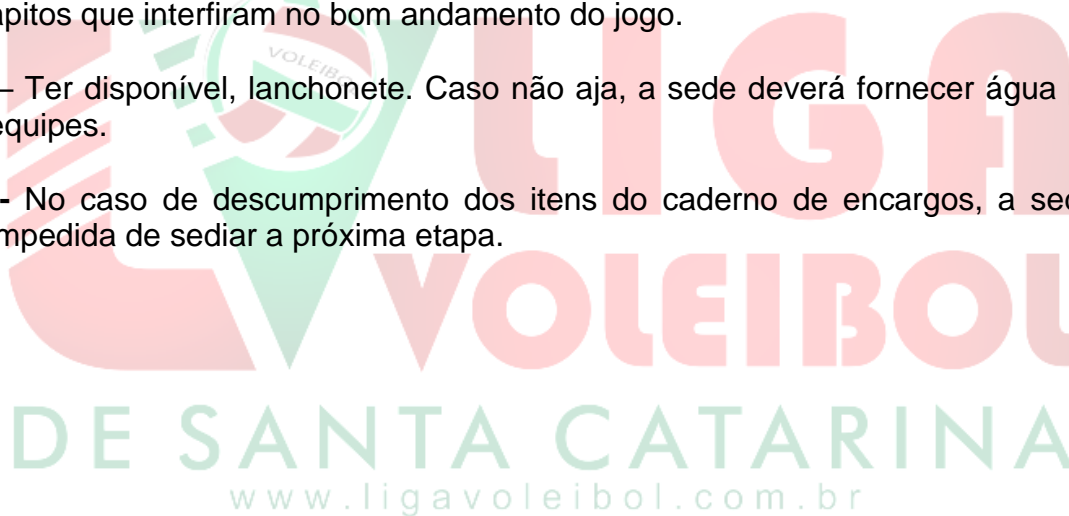 apitos que interfiram no bom andamento do jogo.
– Ter disponível, lanchonete. Caso não aja, a sede deverá fornecer água
equipes.
- No caso de descumprimento dos itens do caderno de encargos, a sed
mpedida de sediar a próxima etapa.
VOLEIBO
LIGA
VOLEIBOL
DE SANTA CATARINA
www.ligavoleibol.com.br